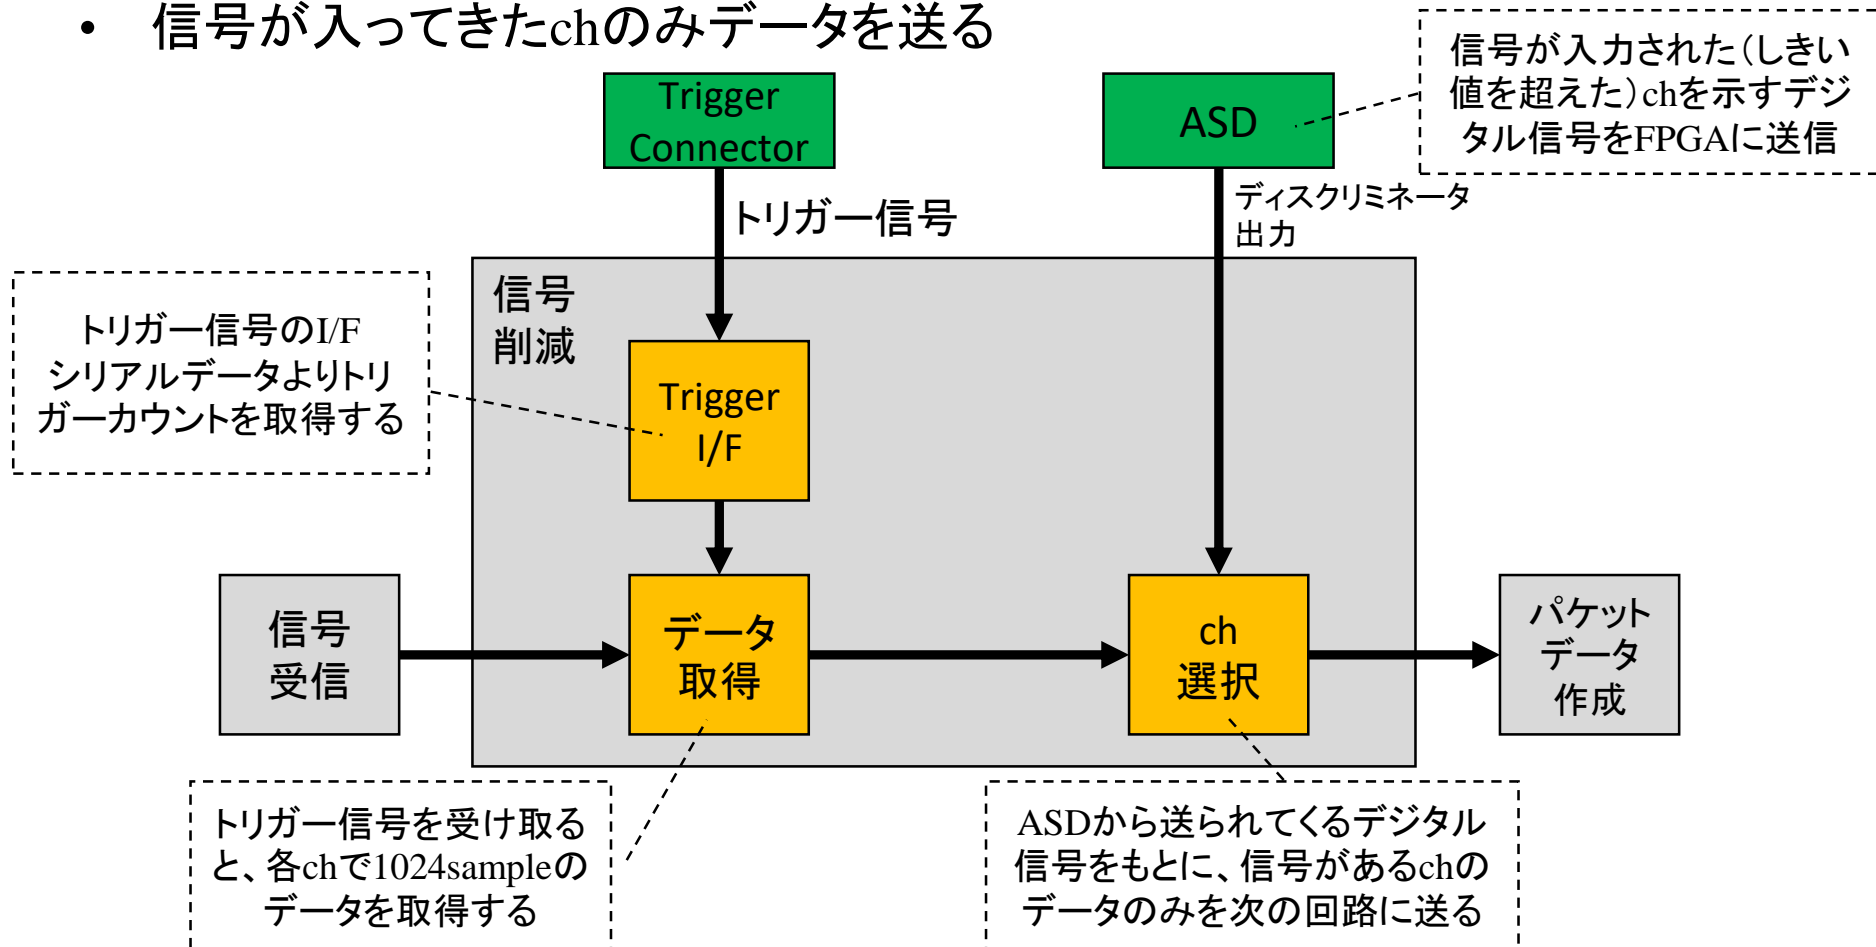 • 信号が入ってきたchのみデータを送る
信号が入力された(しきい
値を超えた)chを示すデジ
タル信号をFPGAに送信
Trigger
Connector
ASD
トリガー信号
ディスクリミネータ
出力
信号
削減
トリガー信号のI/F
シリアルデータよりトリ
ガーカウントを取得する
Trigger
I/F
信号
受信
データ
取得
ch
選択
パケット
データ
作成
トリガー信号を受け取る
と、各chで1024sampleの
データを取得する
ASDから送られてくるデジタル
信号をもとに、信号があるchの
データのみを次の回路に送る